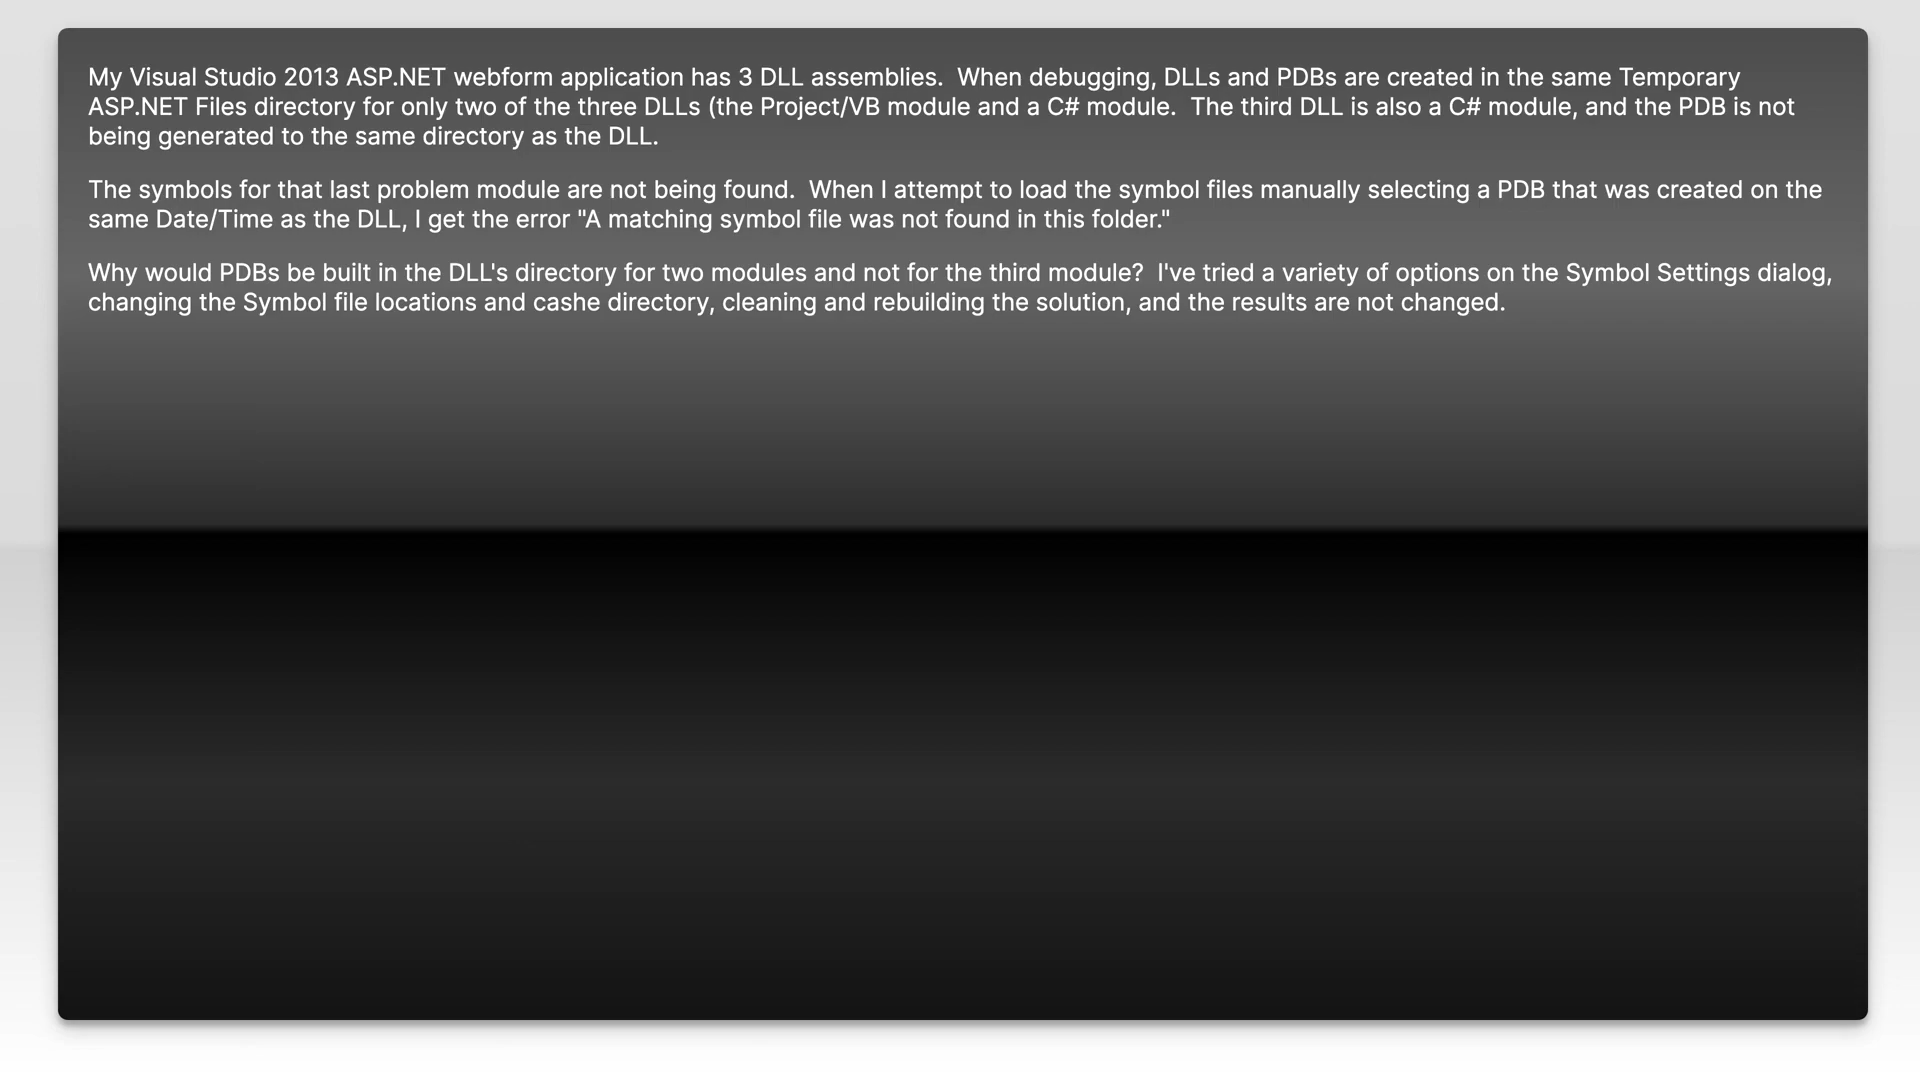 My Visual Studio 2013 ASP.NET webform application has 3 DLL assemblies.  When debugging, DLLs and PDBs are created in the same Temporary
ASP.NET Files directory for only two of the three DLLs (the Project/VB module and a C# module.  The third DLL is also a C# module, and the PDB is not
being generated to the same directory as the DLL.
The symbols for that last problem module are not being found.  When I attempt to load the symbol files manually selecting a PDB that was created on the
same Date/Time as the DLL, I get the error "A matching symbol file was not found in this folder."
Why would PDBs be built in the DLL's directory for two modules and not for the third module?  I've tried a variety of options on the Symbol Settings dialog,
changing the Symbol file locations and cashe directory, cleaning and rebuilding the solution, and the results are not changed.